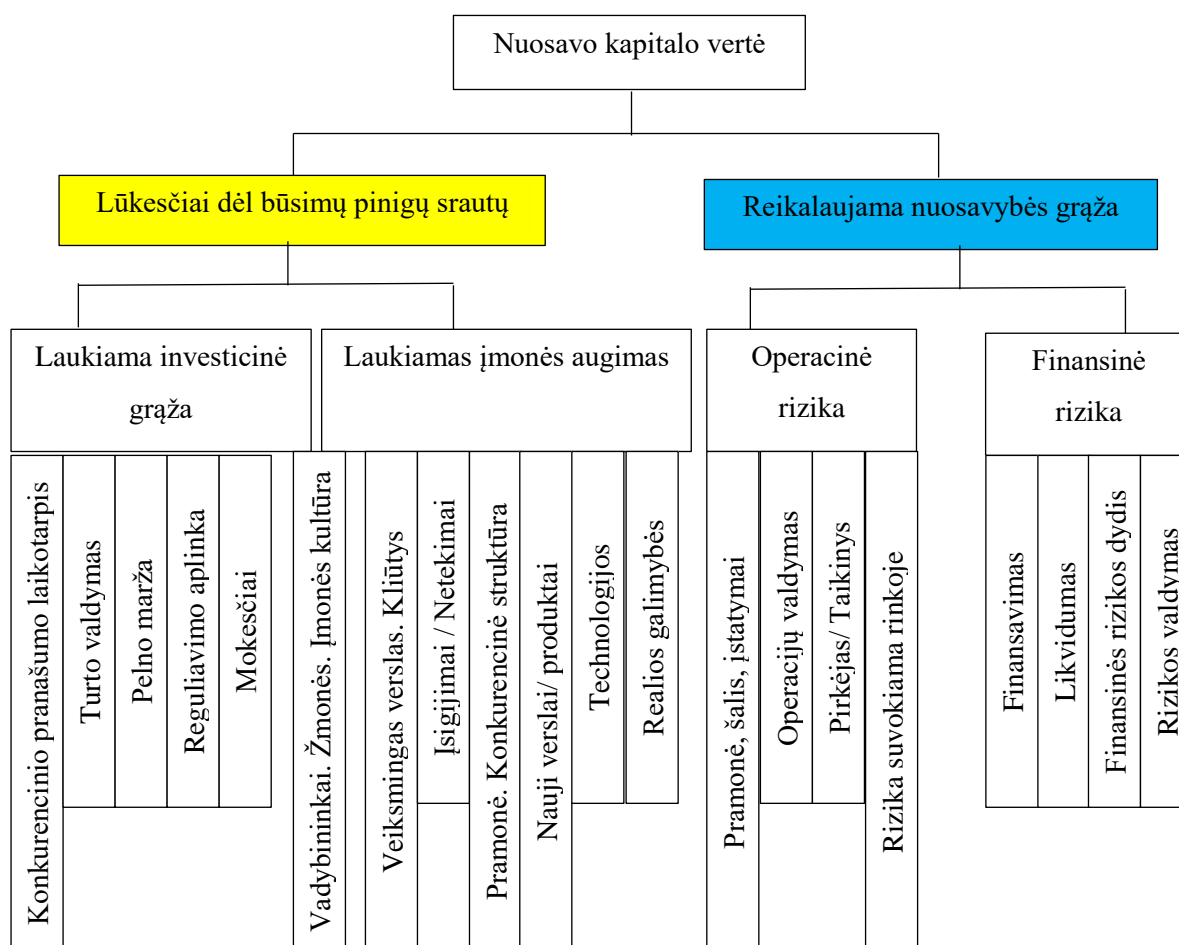 Nuosavo kapitalo vertė
Lūkesčiai dėl būsimų pinigų srautų
Reikalaujama nuosavybės grąža
Laukiama investicinė
grąža
Laukiamas įmonės augimas
Operacinė
rizika
Finansinė
rizika
Konkurencinio pranašumo laikotarpis
Turto valdymas
Pelno marža
Reguliavimo aplinka
Mokesčiai
Vadybininkai. Žmonės. Įmonės kultūra
Veiksmingas verslas. Kliūtys
Įsigijimai / Netekimai
Pramonė. Konkurencinė struktūra
Nauji verslai/ produktai
Technologijos
Realios galimybės
Pramonė, šalis, įstatymai
Operacijų valdymas
Pirkėjas/ Taikinys
Rizika suvokiama rinkoje
Finansavimas
Likvidumas
Finansinės rizikos dydis
Rizikos valdymas